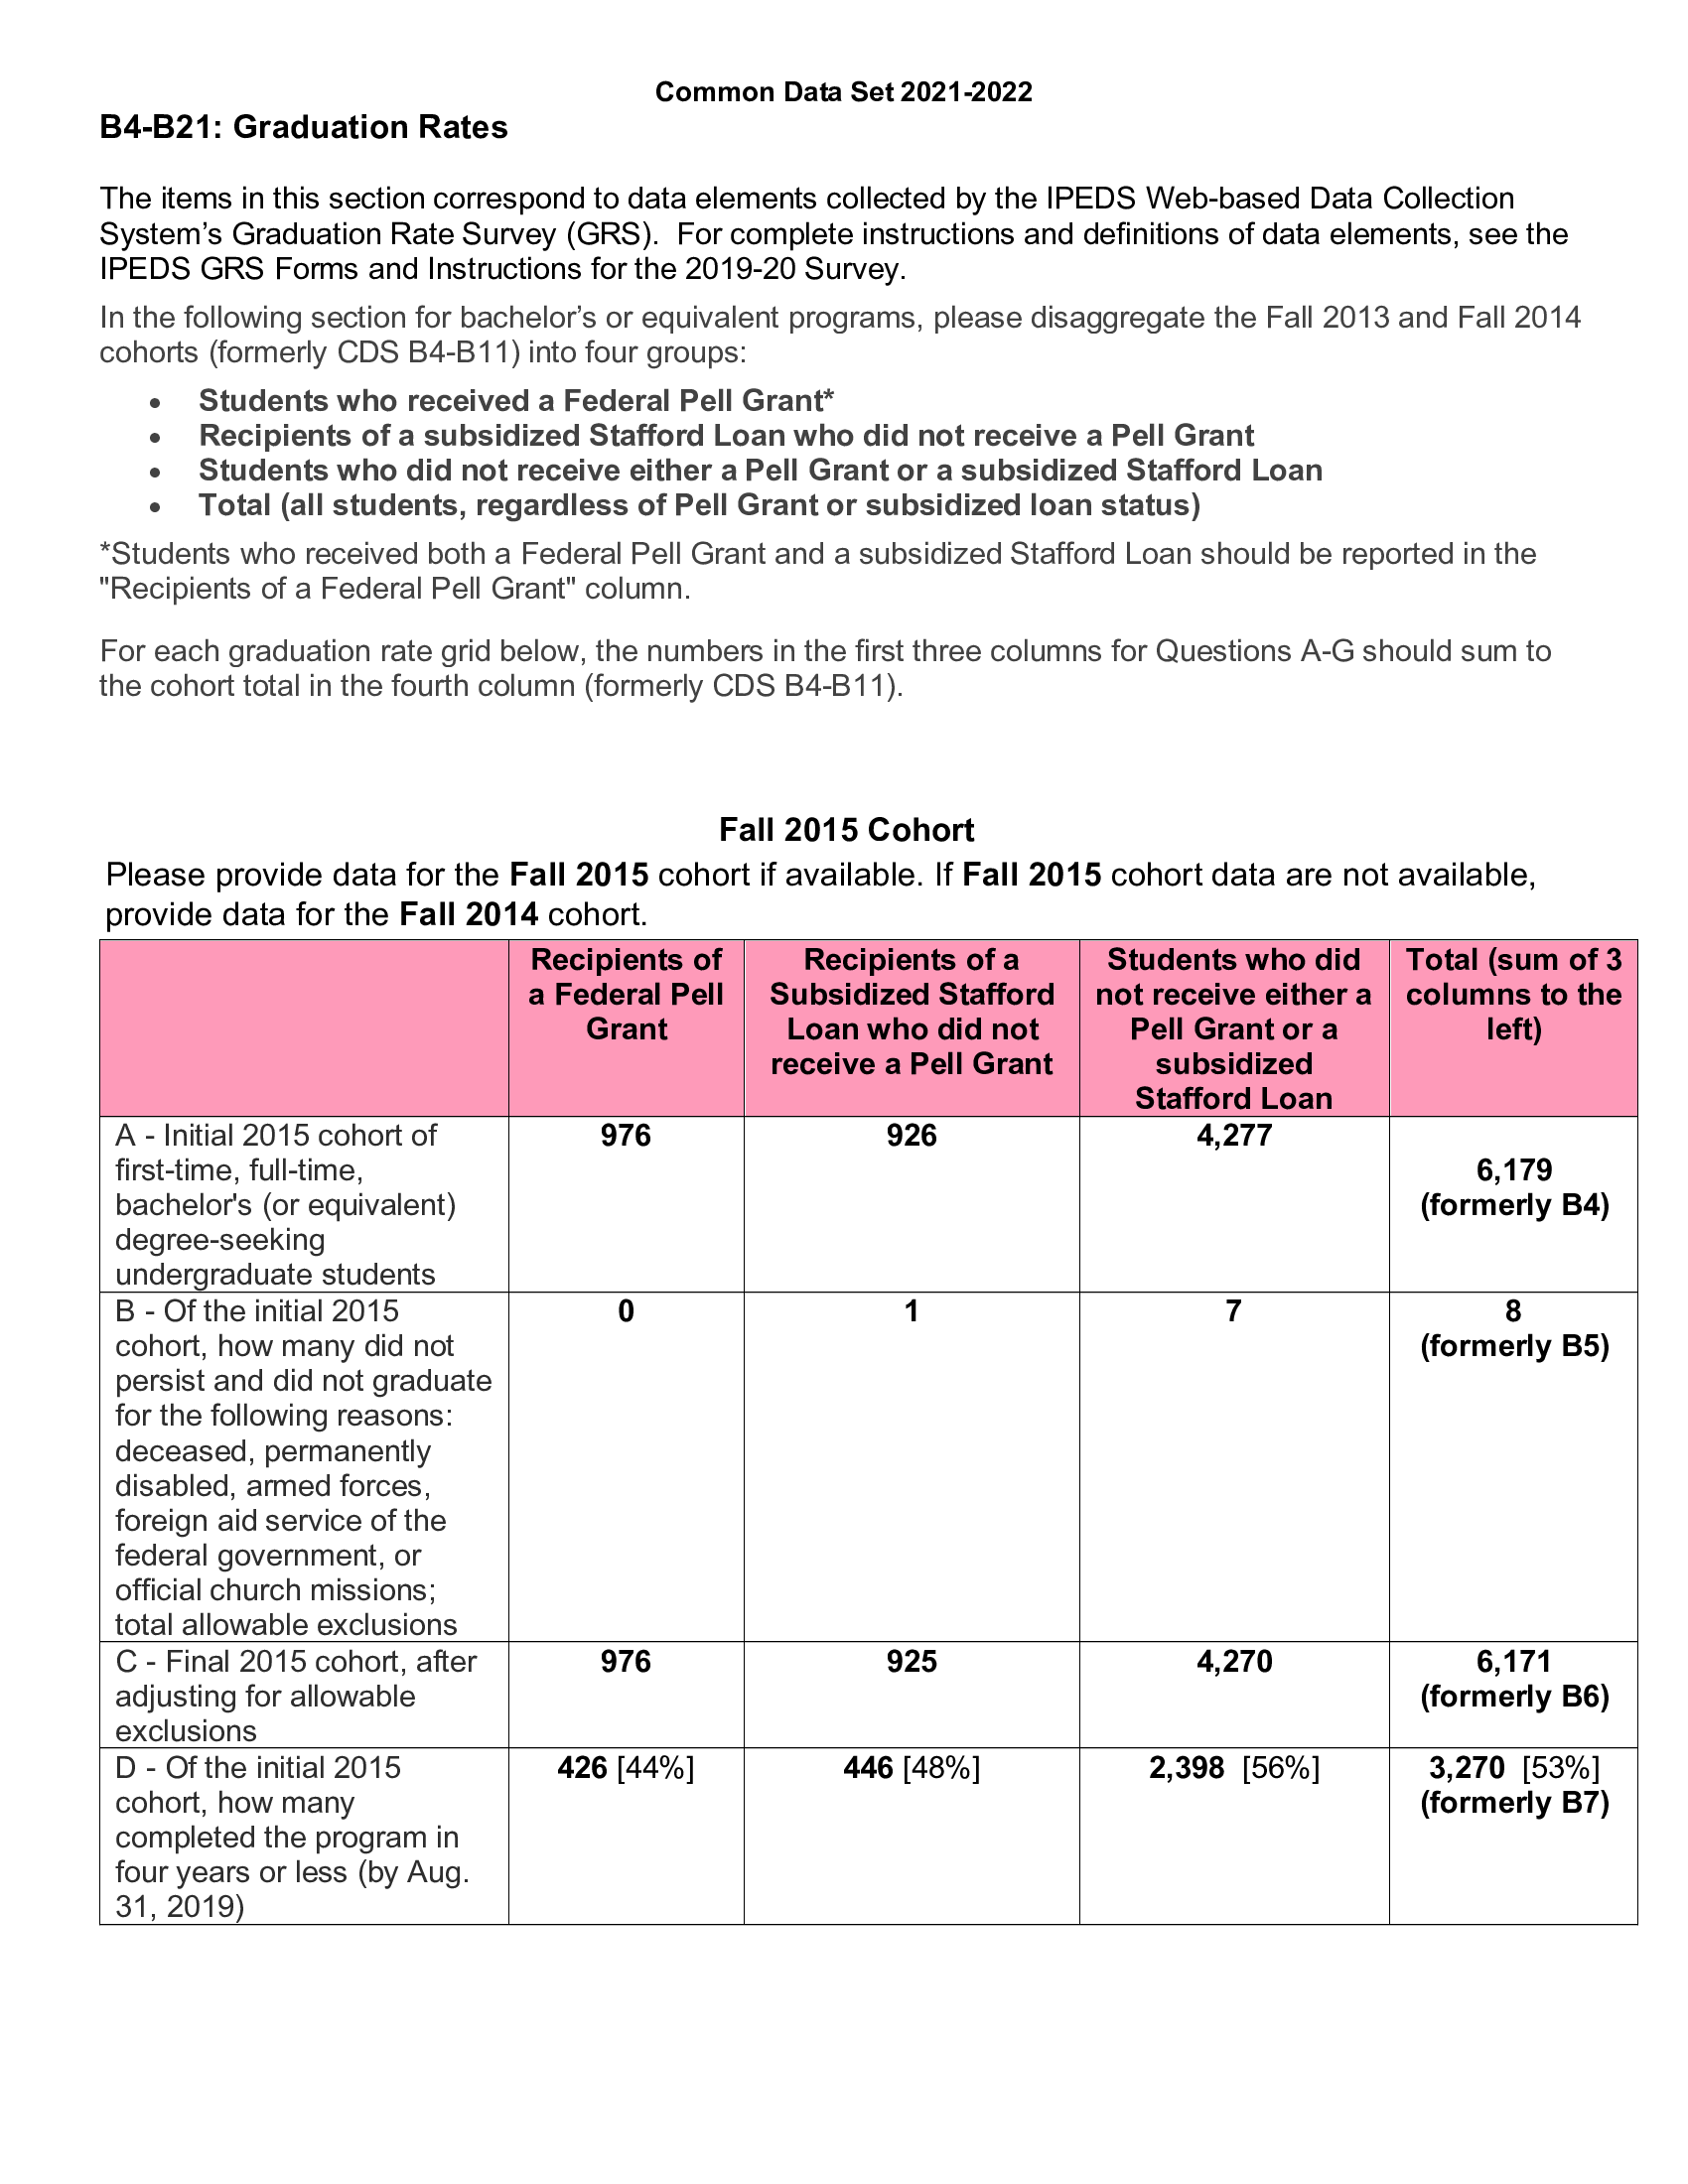 Common Data Set 2021-2022
B4-B21: Graduation Rates
The items in this section correspond to data elements collected by the IPEDS Web-based Data Collection
System’s Graduation Rate Survey (GRS).  For complete instructions and definitions of data elements, see the
IPEDS GRS Forms and Instructions for the 2019-20 Survey.
In the following section for bachelor’s or equivalent programs, please disaggregate the Fall 2013 and Fall 2014
cohorts (formerly CDS B4-B11) into four groups:
• Students who received a Federal Pell Grant*
• Recipients of a subsidized Stafford Loan who did not receive a Pell Grant
• Students who did not receive either a Pell Grant or a subsidized Stafford Loan
• Total (all students, regardless of Pell Grant or subsidized loan status)
*Students who received both a Federal Pell Grant and a subsidized Stafford Loan should be reported in the
"Recipients of a Federal Pell Grant" column.
For each graduation rate grid below, the numbers in the first three columns for Questions A-G should sum to
the cohort total in the fourth column (formerly CDS B4-B11).
Fall 2015 Cohort
Please provide data for the Fall 2015 cohort if available. If Fall 2015 cohort data are not available,
provide data for the Fall 2014 cohort.
Recipients of
a Federal Pell
Grant
Recipients of a
Subsidized Stafford
Loan who did not
receive a Pell Grant
Students who did
not receive either a
Pell Grant or a
subsidized
Stafford Loan
Total (sum of 3
columns to the
left)
A - Initial 2015 cohort of
first-time, full-time,
bachelor's (or equivalent)
degree-seeking
undergraduate students
976
926
4,277
6,179
(formerly B4)
B - Of the initial 2015
cohort, how many did not
persist and did not graduate
for the following reasons:
deceased, permanently
disabled, armed forces,
foreign aid service of the
federal government, or
official church missions;
total allowable exclusions
0
1
7
8
(formerly B5)
C - Final 2015 cohort, after
adjusting for allowable
exclusions
976
925
4,270
6,171
(formerly B6)
D - Of the initial 2015
cohort, how many
completed the program in
four years or less (by Aug.
31, 2019)
426 [44%]
446 [48%]
2,398  [56%]
3,270  [53%]
(formerly B7)